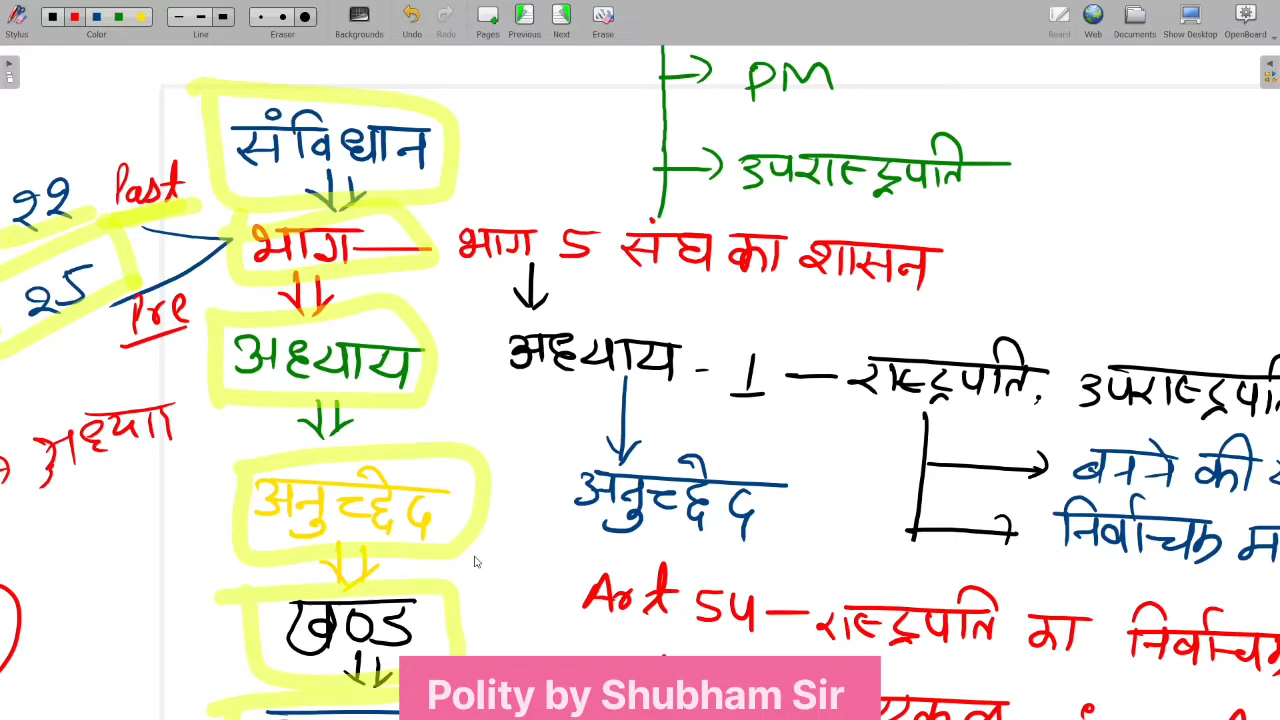 Stylus Color Line Eraser Backgrounds Undo Redo Pages Previous Next Erase Board Web Documents Show Desktop OpenBoard
PM
उपराष्ट्रपति
संविधान
22 Past
25 Pre
भाग — भाग 5 संघ का शासन
अध्याय
अध्याय - 1 — राष्ट्रपति, उपराष्ट्रपति
अनुच्छेद
अनुच्छेद
बनने की
निर्वाचक म
खण्ड
Art 54 — राष्ट्रपति का निर्वाचक
Polity by Shubham Sir